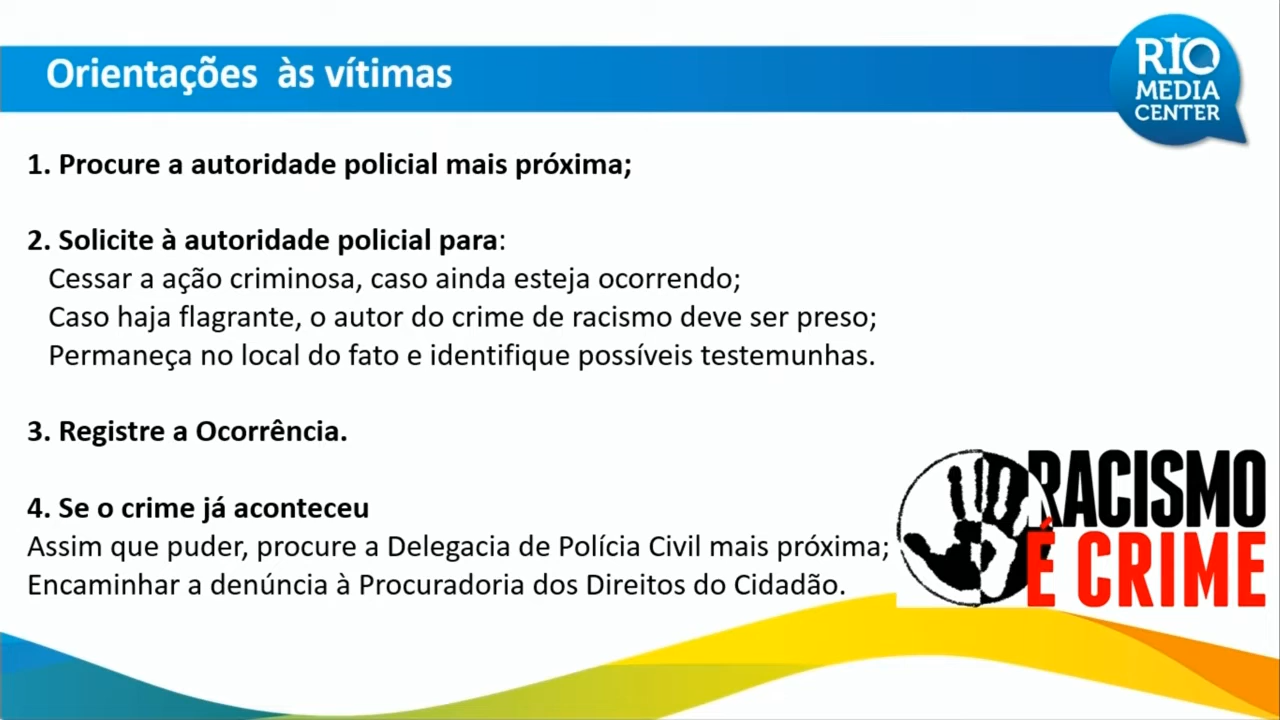 Orientações às vítimas
RIO
MEDIA
CENTER
1. Procure a autoridade policial mais próxima;
2. Solicite à autoridade policial para:
Cessar a ação criminosa, caso ainda esteja ocorrendo;
Caso haja flagrante, o autor do crime de racismo deve ser preso;
Permaneça no local do fato e identifique possíveis testemunhas.
3. Registre a Ocorrência.
4. Se o crime já aconteceu
Assim que puder, procure a Delegacia de Polícia Civil mais próxima;
Encaminhar a denúncia à Procuradoria dos Direitos do Cidadão.
RACISMO
É CRIME